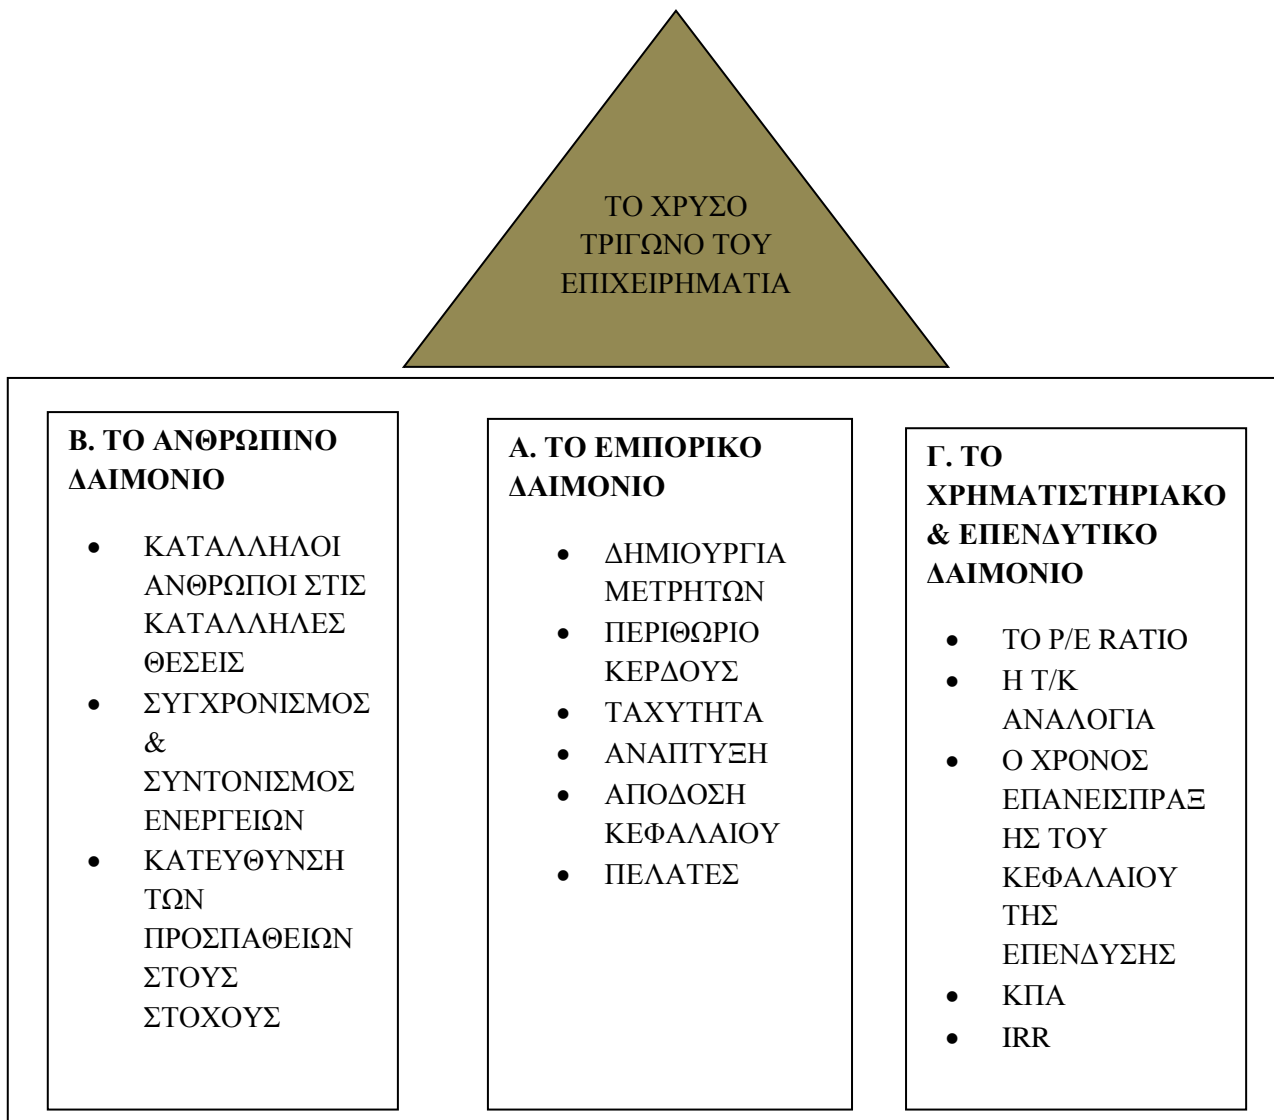 ΤΟ ΧΡΥΣΟ
ΤΡΙΓΩΝΟ ΤΟΥ
ΕΠΙΧΕΙΡΗΜΑΤΙΑ
Β. ΤΟ ΑΝΘΡΩΠΙΝΟ
ΔΑΙΜΟΝΙΟ
• ΚΑΤΑΛΛΗΛΟΙ
ΑΝΘΡΩΠΟΙ ΣΤΙΣ
ΚΑΤΑΛΛΗΛΕΣ
ΘΕΣΕΙΣ
• ΣΥΓΧΡΟΝΙΣΜΟΣ
&
ΣΥΝΤΟΝΙΣΜΟΣ
ΕΝΕΡΓΕΙΩΝ
• ΚΑΤΕΥΘΥΝΣΗ
ΤΩΝ
ΠΡΟΣΠΑΘΕΙΩΝ
ΣΤΟΥΣ
ΣΤΟΧΟΥΣ
Α. ΤΟ ΕΜΠΟΡΙΚΟ
ΔΑΙΜΟΝΙΟ
• ΔΗΜΙΟΥΡΓΙΑ
ΜΕΤΡΗΤΩΝ
• ΠΕΡΙΘΩΡΙΟ
ΚΕΡΔΟΥΣ
• ΤΑΧΥΤΗΤΑ
• ΑΝΑΠΤΥΞΗ
• ΑΠΟΔΟΣΗ
ΚΕΦΑΛΑΙΟΥ
• ΠΕΛΑΤΕΣ
Γ. ΤΟ
ΧΡΗΜΑΤΙΣΤΗΡΙΑΚΟ
& ΕΠΕΝΔΥΤΙΚΟ
ΔΑΙΜΟΝΙΟ
• ΤΟ P/E RATIO
• Η Τ/Κ
ΑΝΑΛΟΓΙΑ
• Ο ΧΡΟΝΟΣ
ΕΠΑΝΕΙΣΠΡΑΞ
ΗΣ ΤΟΥ
ΚΕΦΑΛΑΙΟΥ
ΤΗΣ
ΕΠΕΝΔΥΣΗΣ
• ΚΠΑ
• IRR